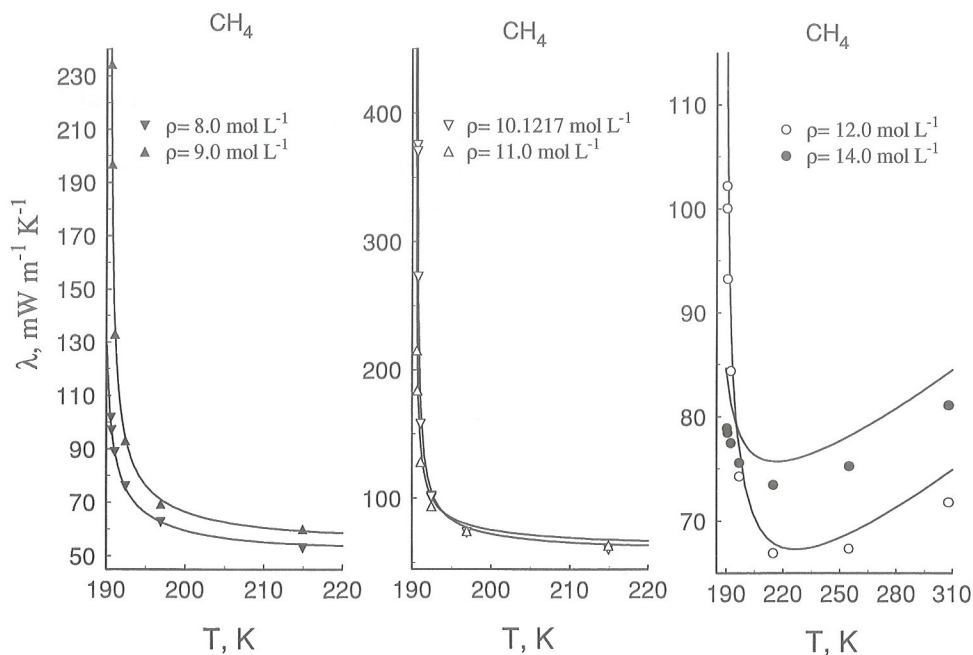 CH4
CH4
CH4
λ, mW m-1 K-1
230
210
190
170
150
130
110
90
70
50
ρ= 8.0 mol L-1
ρ= 9.0 mol L-1
190
200
210
220
T, K
400
300
200
100
ρ= 10.1217 mol L-1
ρ= 11.0 mol L-1
190
200
210
220
T, K
110
100
90
80
70
ρ= 12.0 mol L-1
ρ= 14.0 mol L-1
190
220
250
280
310
T, K